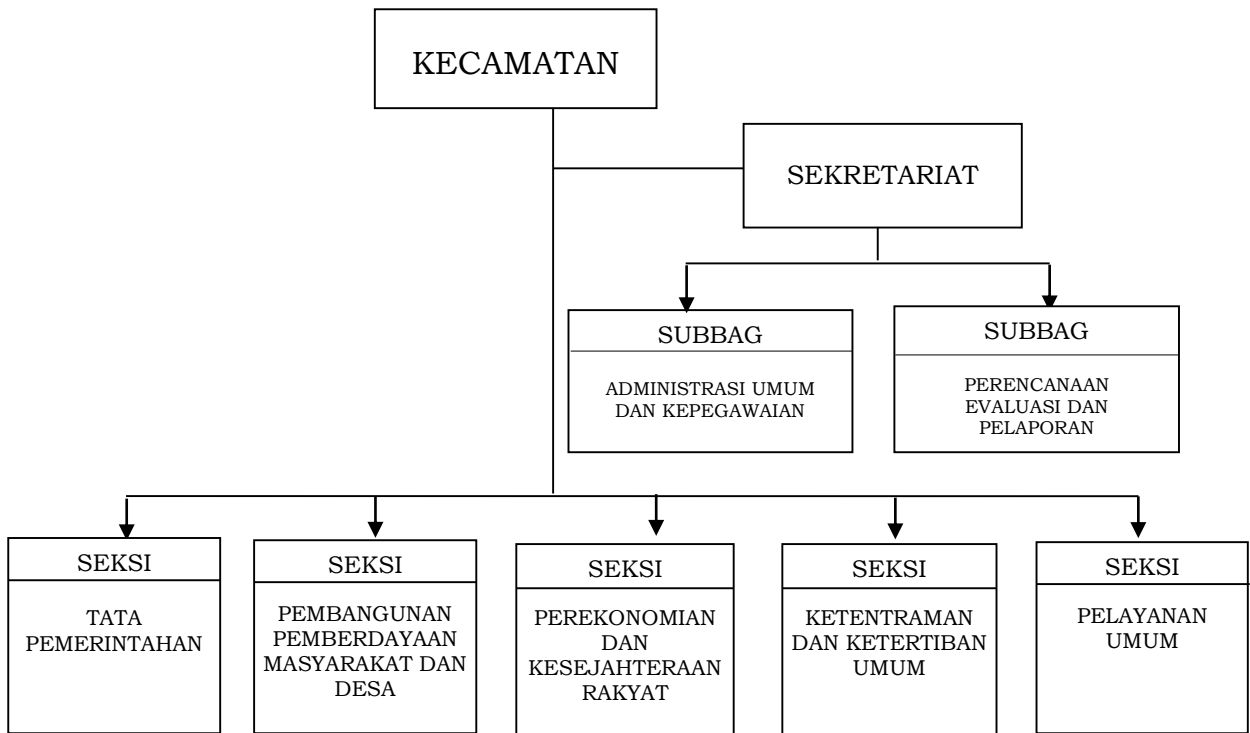 KECAMATAN
SEKRETARIAT
SUBBAG
ADMINISTRASI UMUM
DAN KEPEGAWAIAN
SUBBAG
PERENCANAAN
EVALUASI DAN
PELAPORAN
SEKSI
TATA
PEMERINTAHAN
SEKSI
PEMBANGUNAN
PEMBERDAYAAN
MASYARAKAT DAN
DESA
SEKSI
PEREKONOMIAN
DAN
KESEJAHTERAAN
RAKYAT
SEKSI
KETENTRAMAN
DAN KETERTIBAN
UMUM
SEKSI
PELAYANAN
UMUM